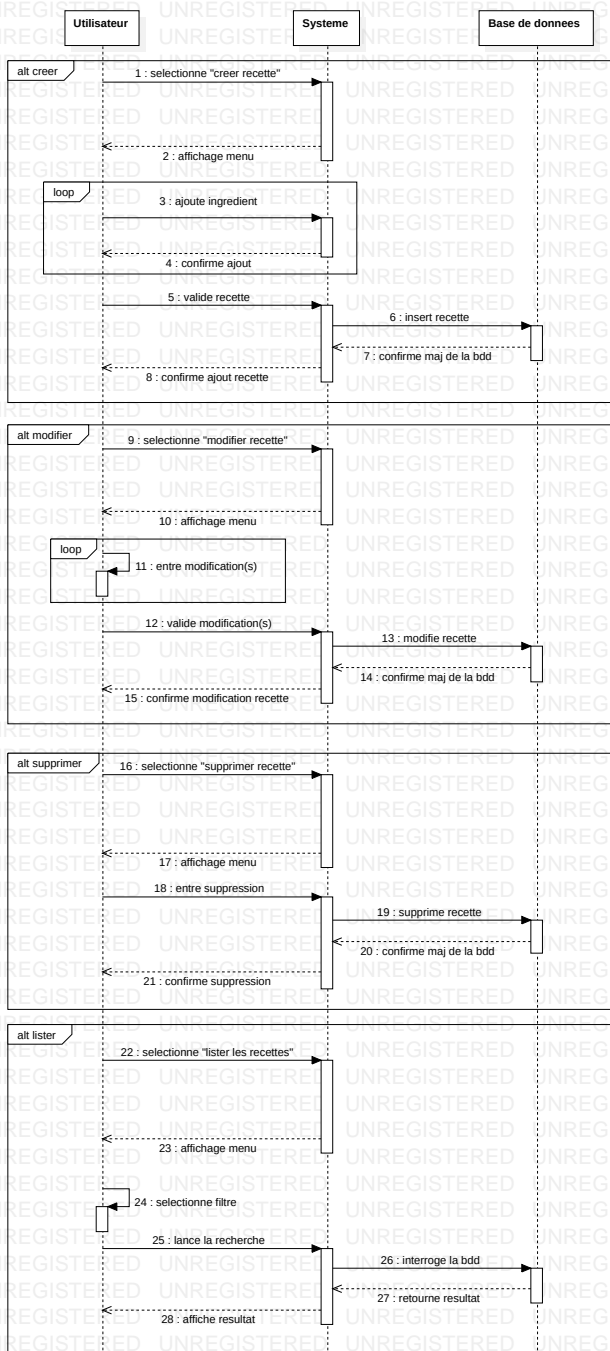 Utilisateur
Systeme
Base de donnees
alt creer
1 : selectionne "creer recette"
2 : affichage menu
loop
3 : ajoute ingredient
4 : confirme ajout
5 : valide recette
6 : insert recette
7 : confirme maj de la bdd
8 : confirme ajout recette
alt modifier
9 : selectionne "modifier recette"
10 : affichage menu
loop
11 : entre modification(s)
12 : valide modification(s)
13 : modifie recette
14 : confirme maj de la bdd
15 : confirme modification recette
alt supprimer
16 : selectionne "supprimer recette"
17 : affichage menu
18 : entre suppression
19 : supprime recette
20 : confirme maj de la bdd
21 : confirme suppression
alt lister
22 : selectionne "lister les recettes"
23 : affichage menu
24 : selectionne filtre
25 : lance la recherche
26 : interroge la bdd
27 : retourne resultat
28 : affiche resultat
UNREGISTERED